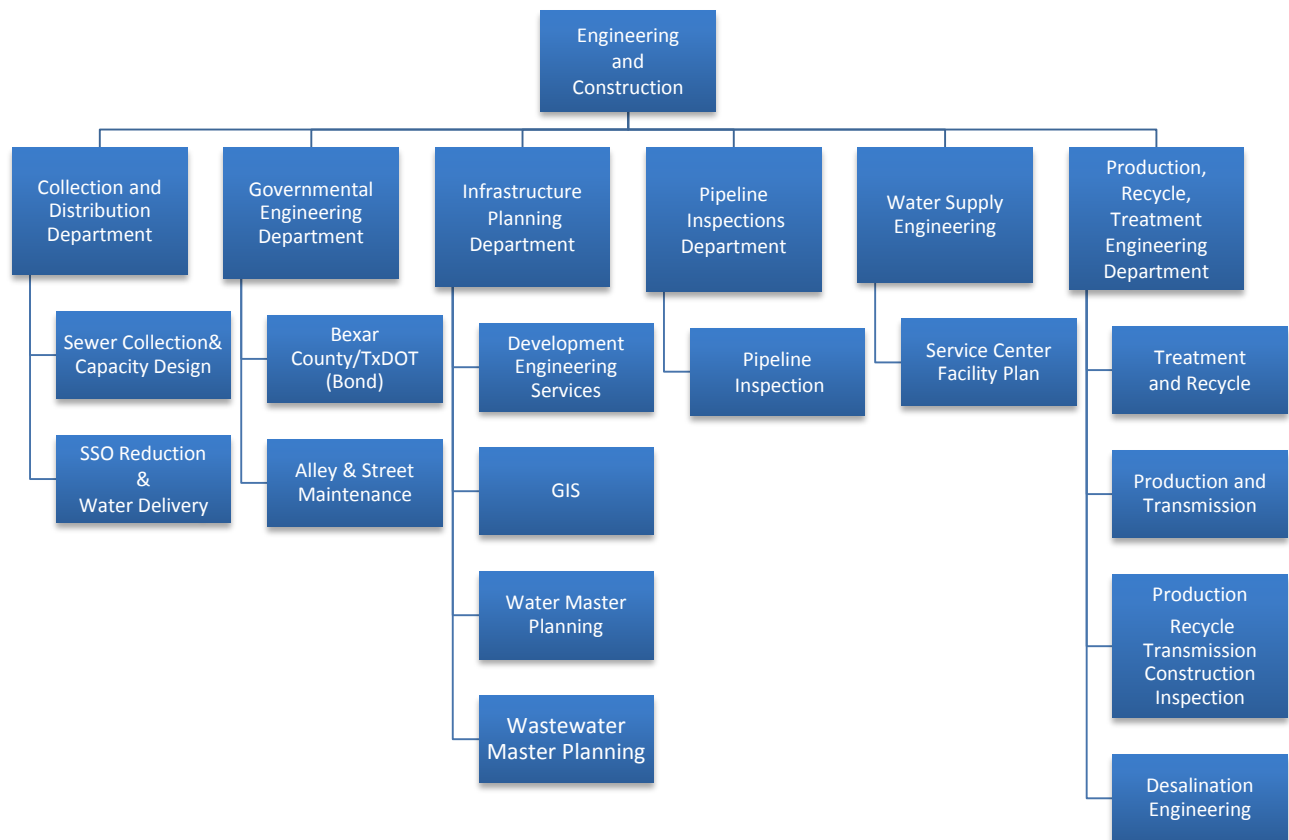 Engineering
and
Construction
Collection and
Distribution
Department
Governmental
Engineering
Department
Infrastructure
Planning
Department
Pipeline
Inspections
Department
Water Supply
Engineering
Production,
Recycle,
Treatment
Engineering
Department
Sewer Collection&
Capacity Design
SSO Reduction
&
Water Delivery
Bexar
County/TxDOT
(Bond)
Alley & Street
Maintenance
Development
Engineering
Services
GIS
Water Master
Planning
Wastewater
Master Planning
Pipeline
Inspection
Service Center
Facility Plan
Treatment
and Recycle
Production and
Transmission
Production
Recycle
Transmission
Construction
Inspection
Desalination
Engineering